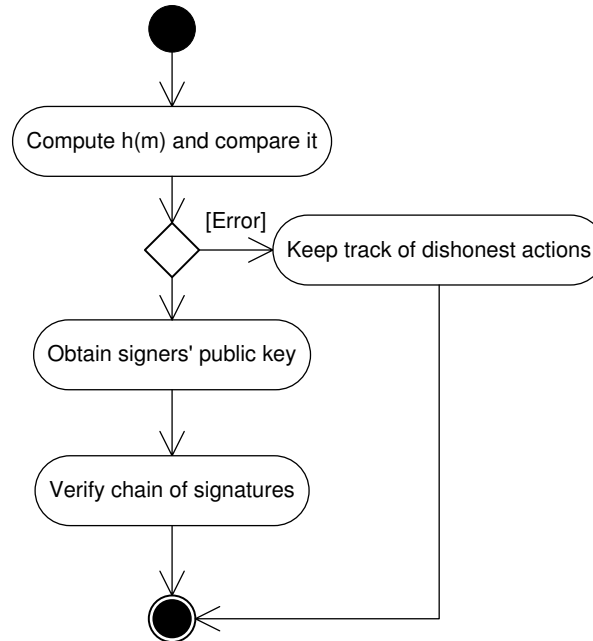 Compute h(m) and compare it
[Error]
Keep track of dishonest actions
Obtain signers' public key
Verify chain of signatures